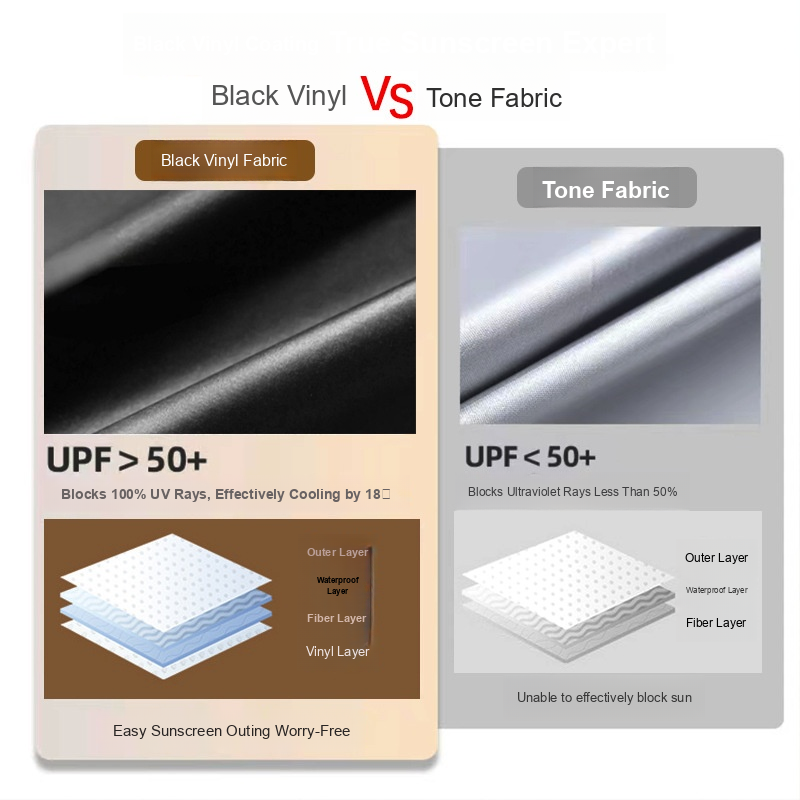 Black Vinyl VS Tone Fabric
Black Vinyl Fabric
UPF > 50+
Blocks 100% UV Rays, Effectively Cooling by 18□
Outer Layer
Waterproof
Layer
Fiber Layer
Vinyl Layer
Easy Sunscreen Outing Worry-Free
Tone Fabric
UPF < 50+
Blocks Ultraviolet Rays Less Than 50%
Outer Layer
Waterproof Layer
Fiber Layer
Unable to effectively block sun